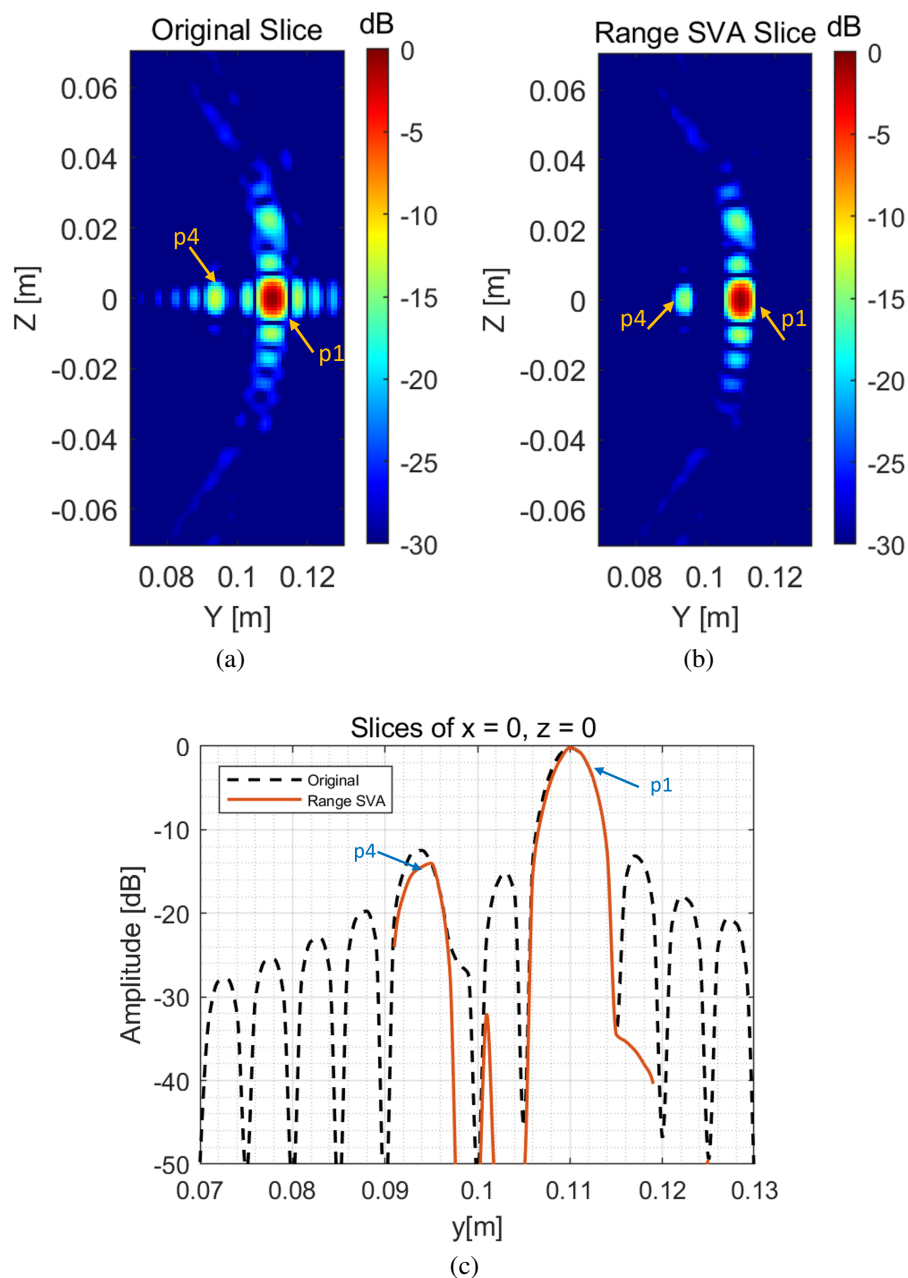 Original Slice
dB
0
-5
-10
-15
-20
-25
-30
0.06
0.04
0.02
0
-0.02
-0.04
-0.06
Z [m]
p4
p1
0.08 0.1 0.12
Y [m]
(a)
Range SVA Slice
dB
0
-5
-10
-15
-20
-25
-30
0.06
0.04
0.02
0
-0.02
-0.04
-0.06
Z [m]
p4
p1
0.08 0.1 0.12
Y [m]
(b)
Slices of x = 0, z = 0
Original
Range SVA
p1
p4
0
-10
-20
-30
-40
-50
Amplitude [dB]
0.07 0.08 0.09 0.1 0.11 0.12 0.13
y[m]
(c)